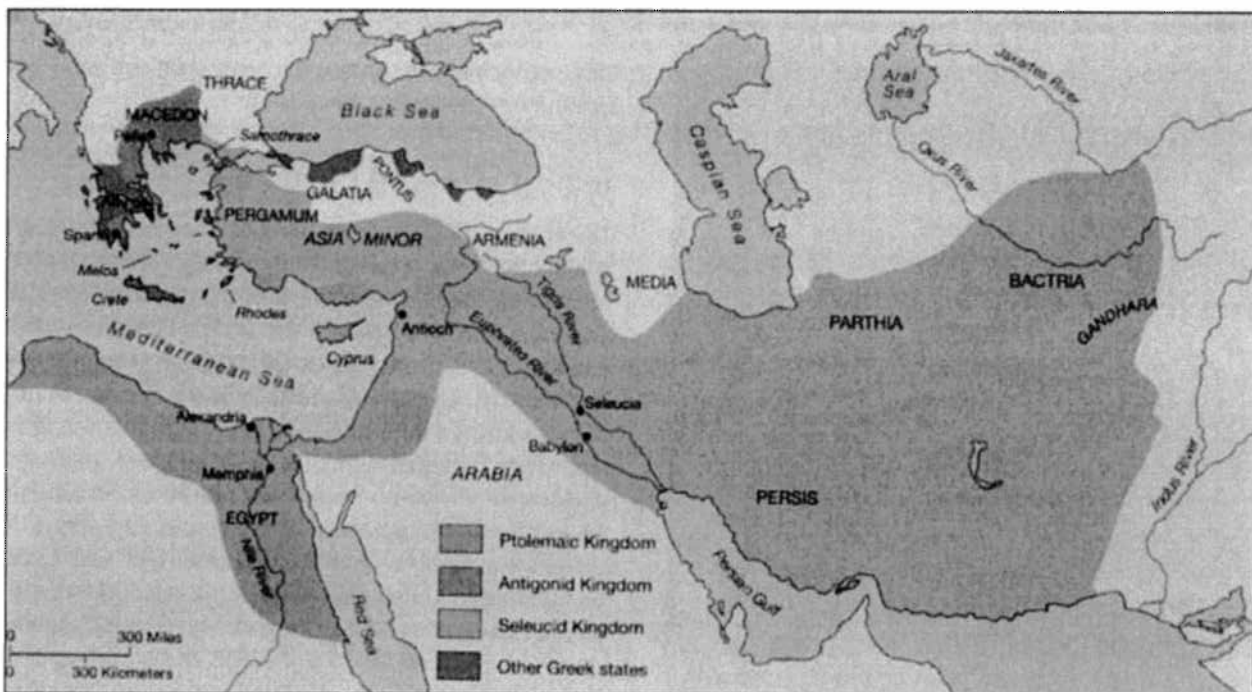 THRACE
MACEDON
Pella
Samothrace
Black Sea
Aral
Sea
Jaxartes River
Caspian Sea
Oxus River
PONTUS
GALATIA
PERGAMUM
Sparta
ASIA MINOR
ARMENIA
MEDIA
BACTRIA
GANDHARA
PARTHIA
Melos
Crete
Rhodes
Antioch
Tigris River
Euphrates River
Cyprus
Mediterranean Sea
Seleucia
Alexandria
Babylon
Memphis
ARABIA
PERSIS
Indus River
EGYPT
Nile River
Red Sea
Persian Gulf
Ptolemaic Kingdom
Antigonid Kingdom
Seleucid Kingdom
Other Greek states
0 300 Miles
0 300 Kilometers